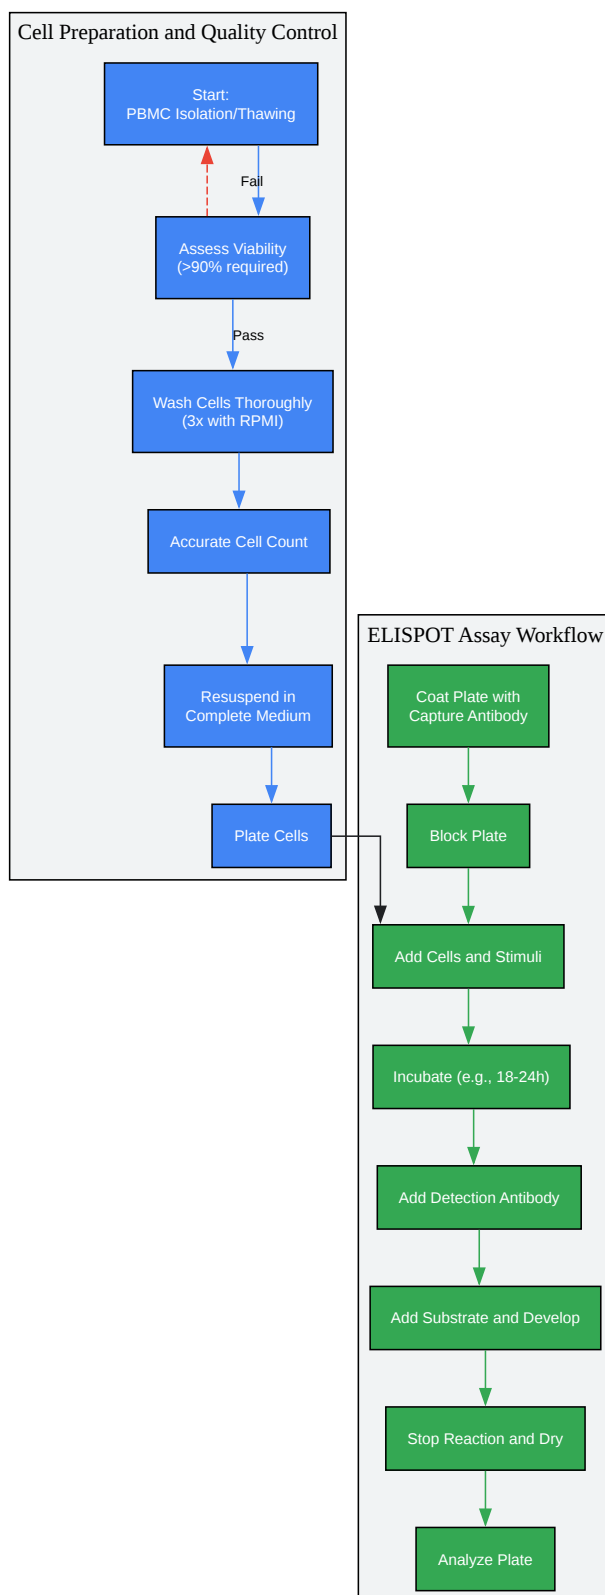 Cell Preparation and Quality Control
Start:
PBMC Isolation/Thawing
Fail
Assess Viability
(>90% required)
Pass
Wash Cells Thoroughly
(3x with RPMI)
Accurate Cell Count
Resuspend in
Complete Medium
Plate Cells
ELISPOT Assay Workflow
Coat Plate with
Capture Antibody
Block Plate
Add Cells and Stimuli
Incubate (e.g., 18-24h)
Add Detection Antibody
Add Substrate and Develop
Stop Reaction and Dry
Analyze Plate